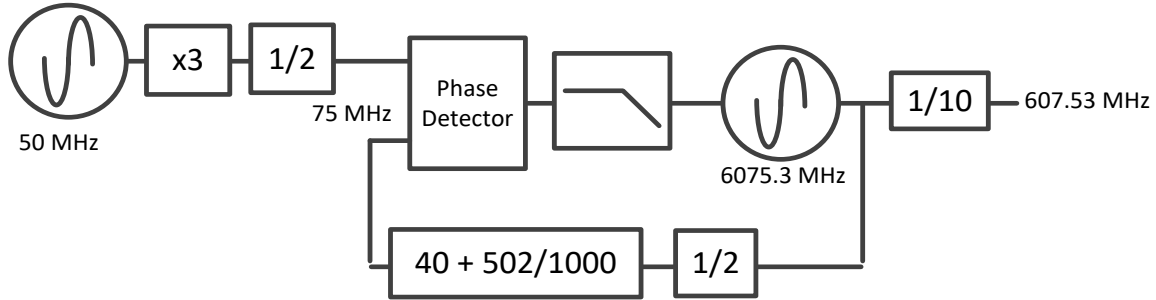 x3
1/2
Phase
Detector
1/10
607.53 MHz
75 MHz
50 MHz
6075.3 MHz
40 + 502/1000
1/2